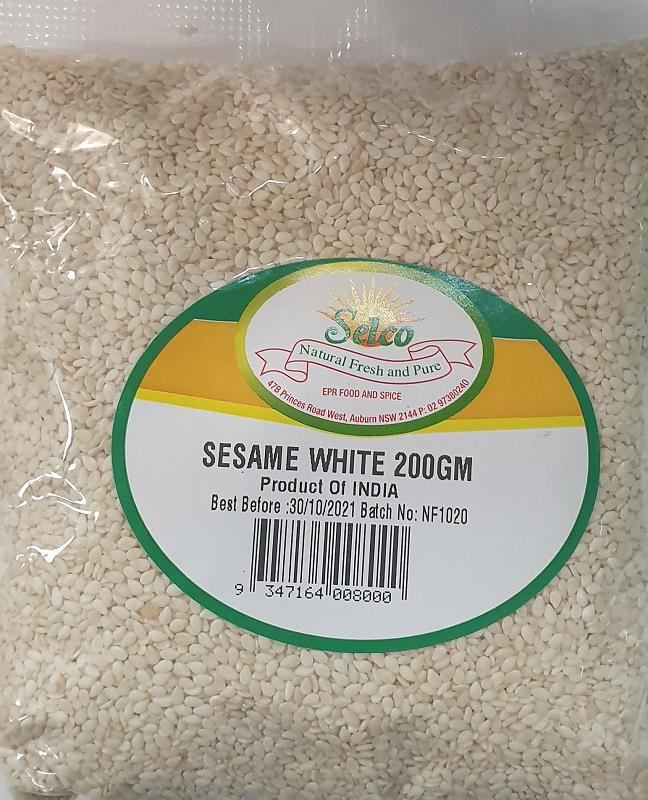 Selco
Natural Fresh and Pure
EPR FOOD AND SPICE
47B Princes Road West, Auburn NSW 2144 P: 02 97380240
SESAME WHITE 200GM
Product Of INDIA
Best Before :30/10/2021 Batch No: NF1020
9 347164 008000